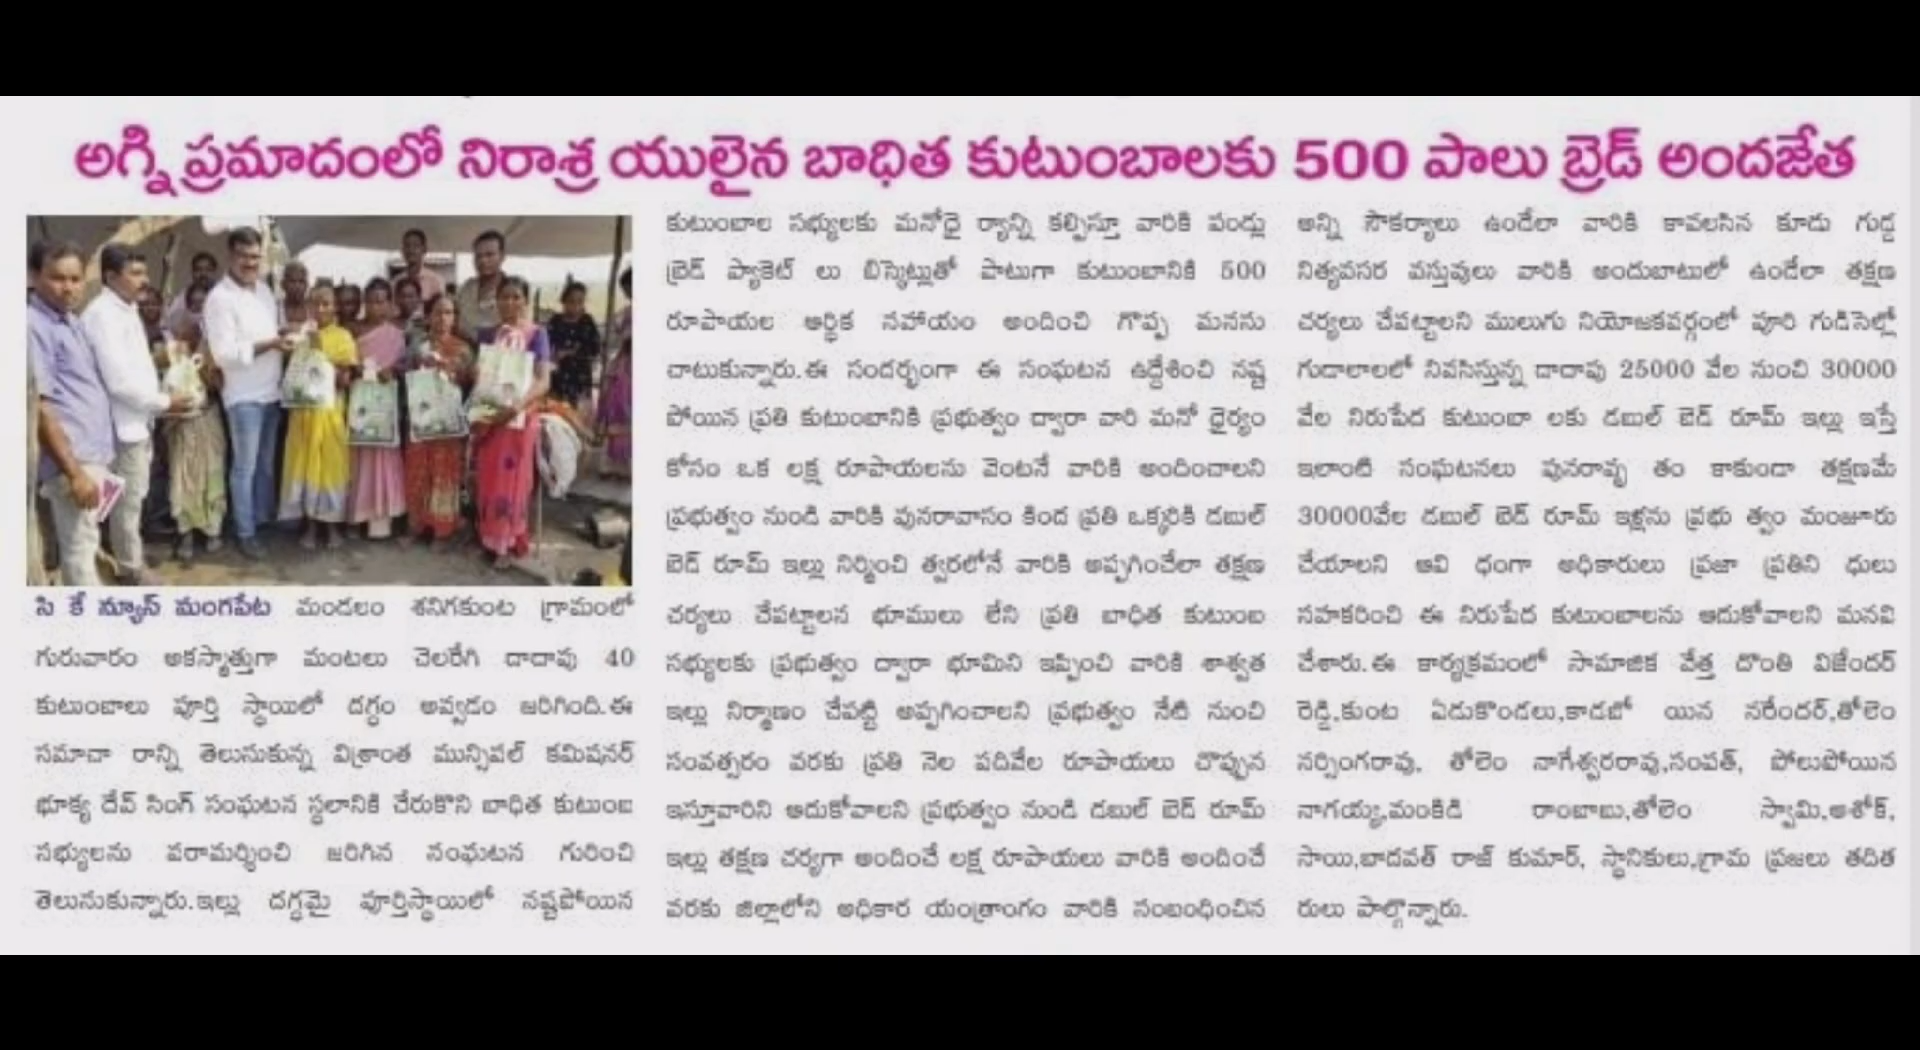 అగ్ని ప్రమాదంలో నిరాశ్ర యులైన బాధిత కుటుంబాలకు 500 పాలు బ్రెడ్ అందజేత
సి కే న్యూస్ మంగపేట మండలం శనిగకుంట గ్రామంలో
గురువారం అకస్మాత్తుగా మంటలు చెలరేగి దాదాపు 40
కుటుంబాలు పూర్తి స్థాయిలో దగ్ధం అవ్వడం జరిగింది.ఈ
సమాచా రాన్ని తెలుసుకున్న విశ్రాంత మున్సిపల్ కమిషనర్
భూక్య దేవ్ సింగ్ సంఘటన స్థలానికి చేరుకొని బాధిత కుటుంబ
సభ్యులను పరామర్శించి జరిగిన సంఘటన గురించి
తెలుసుకున్నారు.ఇల్లు దగ్ధమై పూర్తిస్థాయిలో నష్టపోయిన
కుటుంబాల సభ్యులకు మనోధై ర్యాన్ని కల్పిస్తూ వారికి పండ్లు
బ్రెడ్ ప్యాకెట్ లు బిస్కెట్లుతో పాటుగా కుటుంబానికి 500
రూపాయల ఆర్థిక సహాయం అందించి గొప్ప మనసు
చాటుకున్నారు.ఈ సందర్భంగా ఈ సంఘటన ఉద్దేశించి నష్ట
పోయిన ప్రతి కుటుంబానికి ప్రభుత్వం ద్వారా వారి మనో ధైర్యం
కోసం ఒక లక్ష రూపాయలను వెంటనే వారికి అందించాలని
ప్రభుత్వం నుండి వారికి పునరావాసం కింద ప్రతి ఒక్కరికి డబుల్
బెడ్ రూమ్ ఇల్లు నిర్మించి త్వరలోనే వారికి అప్పగించేలా తక్షణ
చర్యలు చేపట్టాలన భూములు లేని ప్రతి బాధిత కుటుంబ
సభ్యులకు ప్రభుత్వం ద్వారా భూమిని ఇప్పించి వారికి శాశ్వత
ఇల్లు నిర్మాణం చేపట్టి అప్పగించాలని ప్రభుత్వం నేటి నుంచి
సంవత్సరం వరకు ప్రతి నెల పదివేల రూపాయలు చొప్పున
ఇస్తూవారిని ఆదుకోవాలని ప్రభుత్వం నుండి డబుల్ బెడ్ రూమ్
ఇల్లు తక్షణ చర్యగా అందించే లక్ష రూపాయలు వారికి అందించే
వరకు జిల్లాలోని అధికార యంత్రాంగం వారికి సంబంధించిన
అన్ని సౌకర్యాలు ఉండేలా వారికి కావలసిన కూడు గుడ్డ
నిత్యవసర వస్తువులు వారికి అందుబాటులో ఉండేలా తక్షణ
చర్యలు చేపట్టాలని ములుగు నియోజకవర్గంలో పూరి గుడిసెల్లో
గుడాలాలలో నివసిస్తున్న దాదాపు 25000 వేల నుంచి 30000
వేల నిరుపేద కుటుంబా లకు డబుల్ బెడ్ రూమ్ ఇల్లు ఇస్తే
ఇలాంటి సంఘటనలు పునరావృ తం కాకుండా తక్షణమే
30000వేల డబుల్ బెడ్ రూమ్ ఇళ్లను ప్రభు త్వం మంజూరు
చేయాలని ఆవి ధంగా అధికారులు ప్రజా ప్రతిని ధులు
సహకరించి ఈ నిరుపేద కుటుంబాలను ఆదుకోవాలని మనవి
చేశారు.ఈ కార్యక్రమంలో సామాజిక వేత్త దొంతి విజేందర్
రెడ్డి,కుంట ఏడుకొండలు,కాడబో యిన నరేందర్,తోలెం
నర్సింగరావు, తోలెం నాగేశ్వరరావు,సంపత్, పోలుపోయిన
నాగయ్య,మంకిడి రాంబాబు,తోలెం స్వామి,అశోక్,
సాయి,బాదవత్ రాజ్ కుమార్, స్థానికులు,గ్రామ ప్రజలు తదిత
రులు పాల్గొన్నారు.